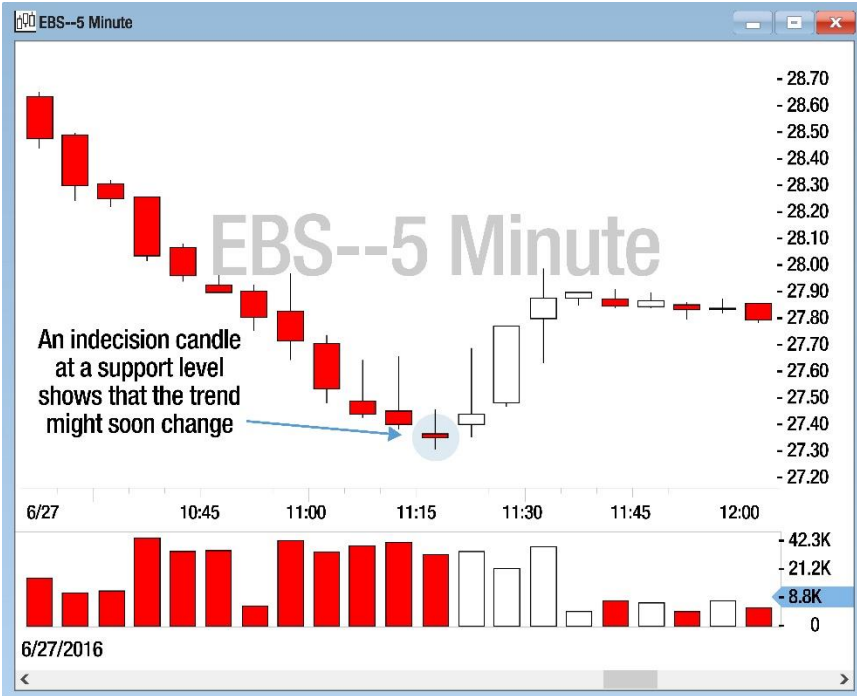 EBS--5 Minute
EBS--5 Minute
28.70
28.60
28.50
28.40
28.30
28.20
28.10
28.00
27.90
27.80
27.70
27.60
27.50
27.40
27.30
27.20
An indecision candle
at a support level
shows that the trend
might soon change
6/27 10:45 11:00 11:15 11:30 11:45 12:00
42.3K
21.2K
8.8K
0
6/27/2016